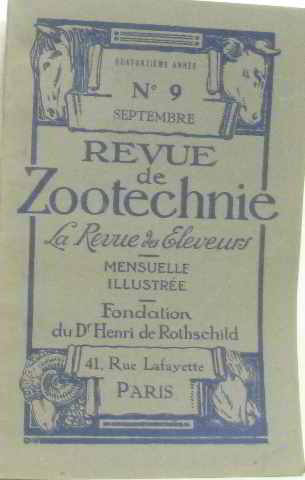 QUATORZIÈME ANNÉE
N° 9
SEPTEMBRE
REVUE
de
Zootechnie
La Revue des Eleveurs
MENSUELLE
ILLUSTRÉE
Fondation
du Dr Henri de Rothschild
41, Rue Lafayette
PARIS